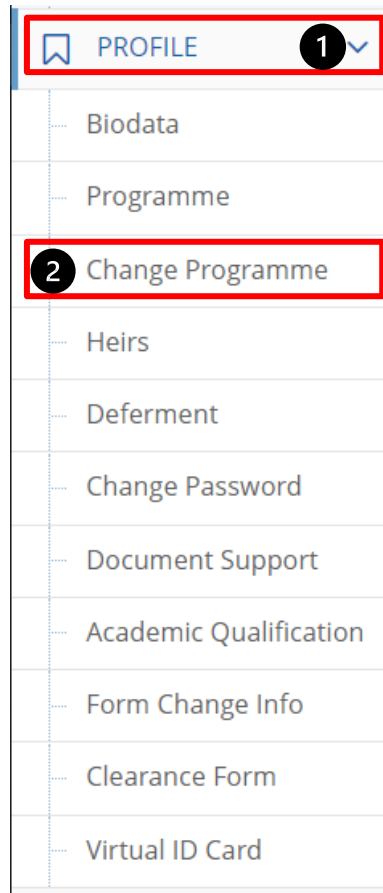 PROFILE 1
Biodata
Programme
2 Change Programme
Heirs
Deferment
Change Password
Document Support
Academic Qualification
Form Change Info
Clearance Form
Virtual ID Card